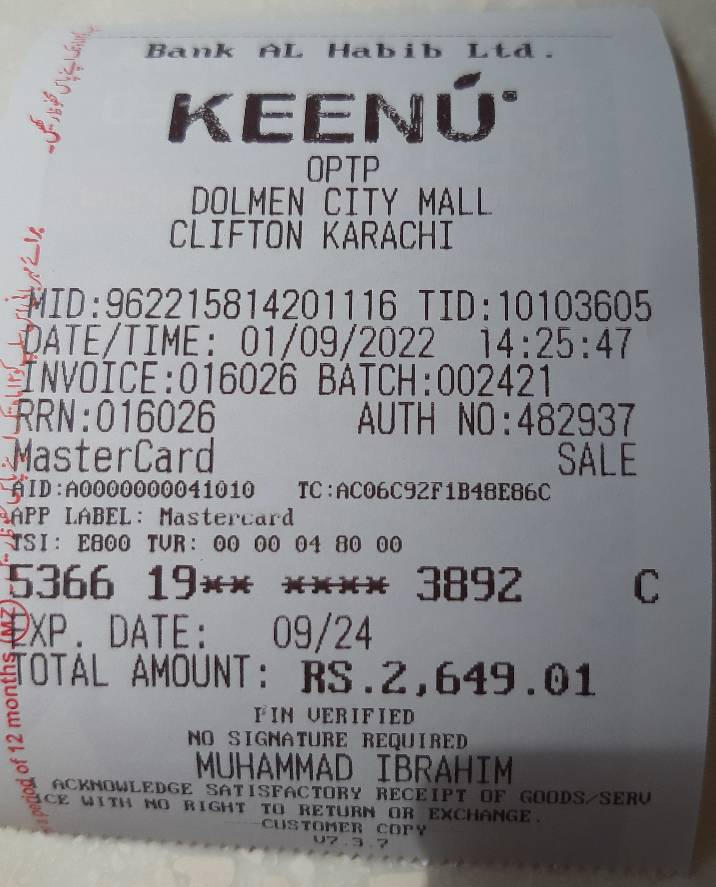 Bank AL Habib Ltd.
KEENÚ®
OPTP
DOLMEN CITY MALL
CLIFTON KARACHI
MID:962215814201116 TID:10103605
DATE/TIME: 01/09/2022 14:25:47
INVOICE:016026 BATCH:002421
RRN:016026 AUTH NO:482937
MasterCard SALE
AID:A0000000041010 TC:AC06C92F1B48E86C
APP LABEL: Mastercard
TSI: E800 TVR: 00 00 04 80 00
5366 19** **** 3892 C
EXP. DATE: 09/24
TOTAL AMOUNT: RS.2,649.01
PIN VERIFIED
NO SIGNATURE REQUIRED
MUHAMMAD IBRAHIM
ACKNOWLEDGE SATISFACTORY RECEIPT OF GOODS/SERV
ICE WITH NO RIGHT TO RETURN OR EXCHANGE.
CUSTOMER COPY
V7.3.7
period of 12 months (MZ)